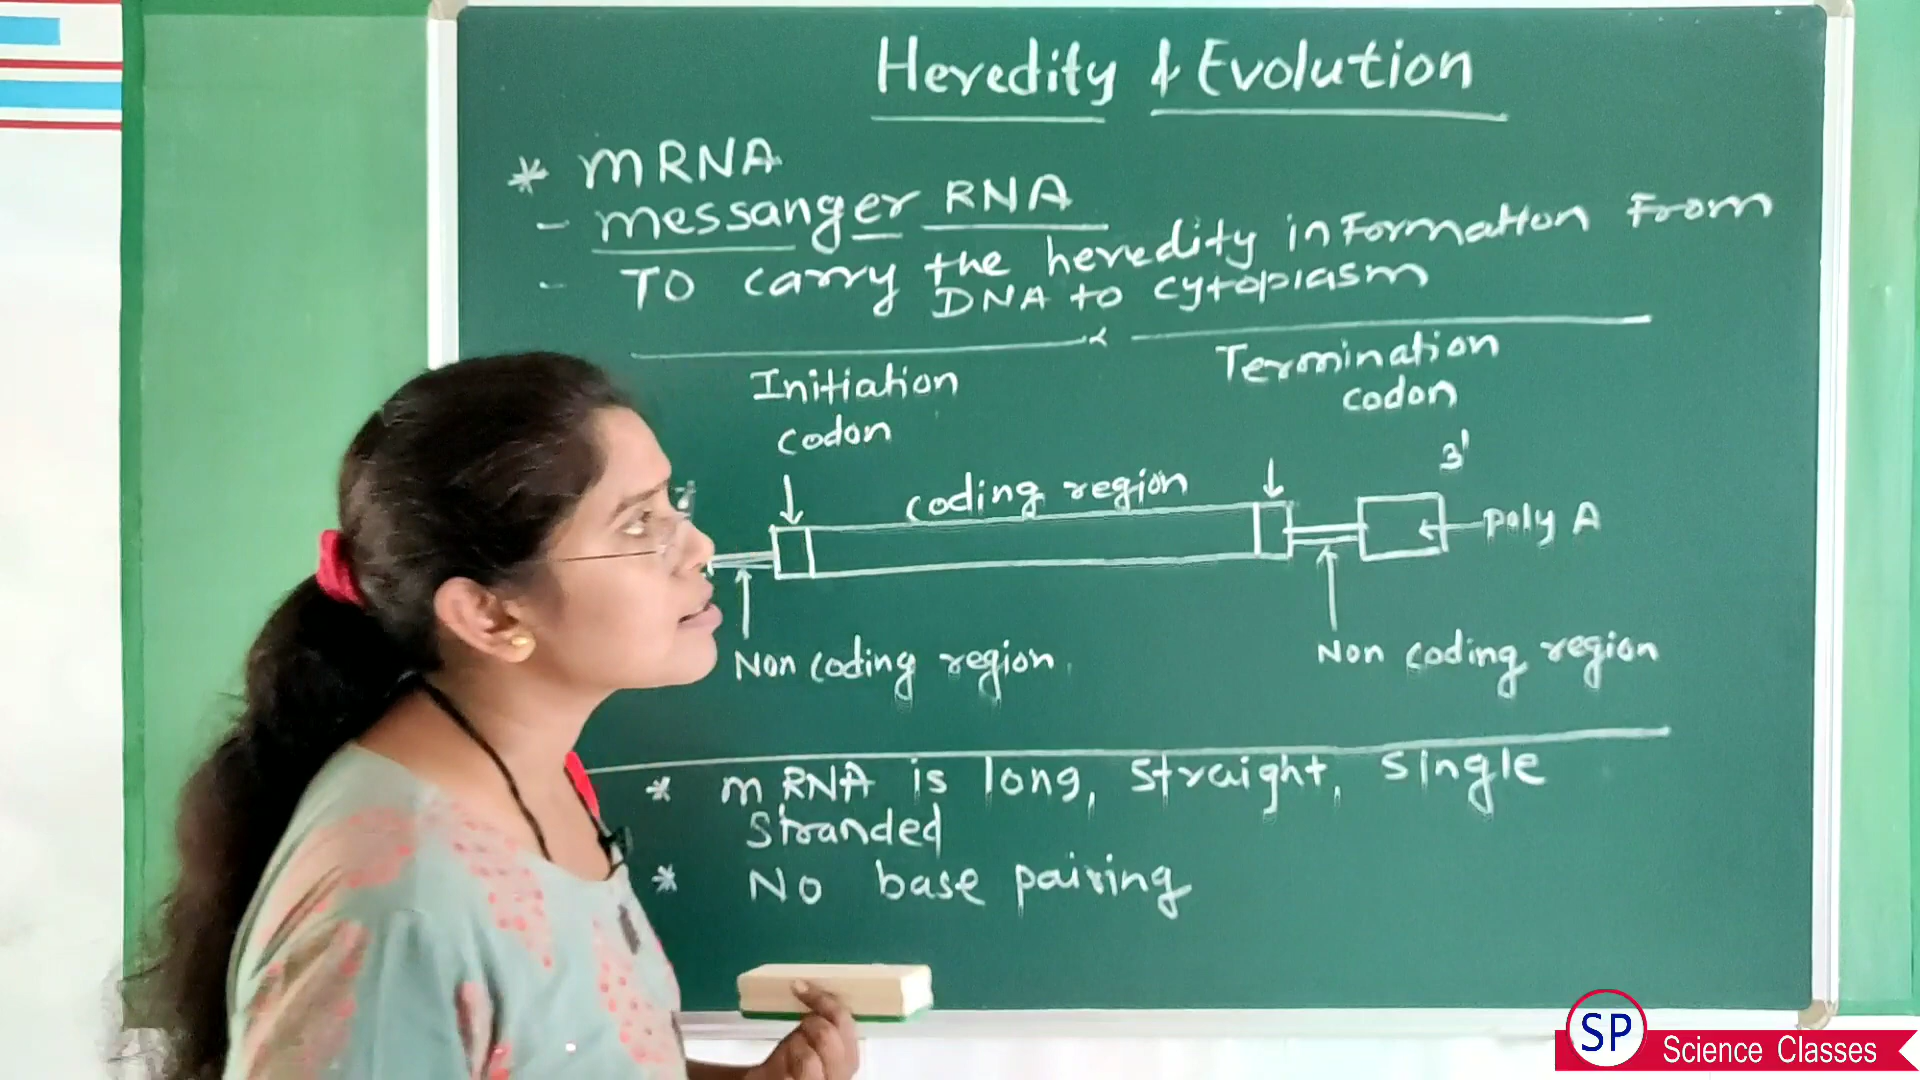 Heredity & Evolution
* mRNA
- messanger RNA
- To carry the heredity information from
DNA to cytoplasm
Initiation
codon
Termination
codon
3'
coding region
poly A
Non coding region
Non coding region
* mRNA is long, straight, single
stranded
* No base pairing
SP
Science Classes